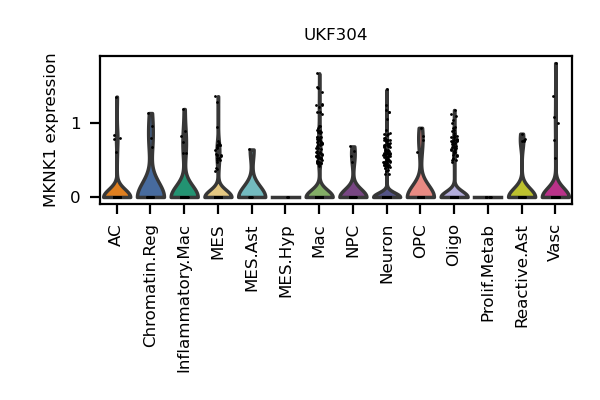 UKF304
MKNK1 expression
1
0
AC
Chromatin.Reg
Inflammatory.Mac
MES
MES.Ast
MES.Hyp
Mac
NPC
Neuron
OPC
Oligo
Prolif.Metab
Reactive.Ast
Vasc